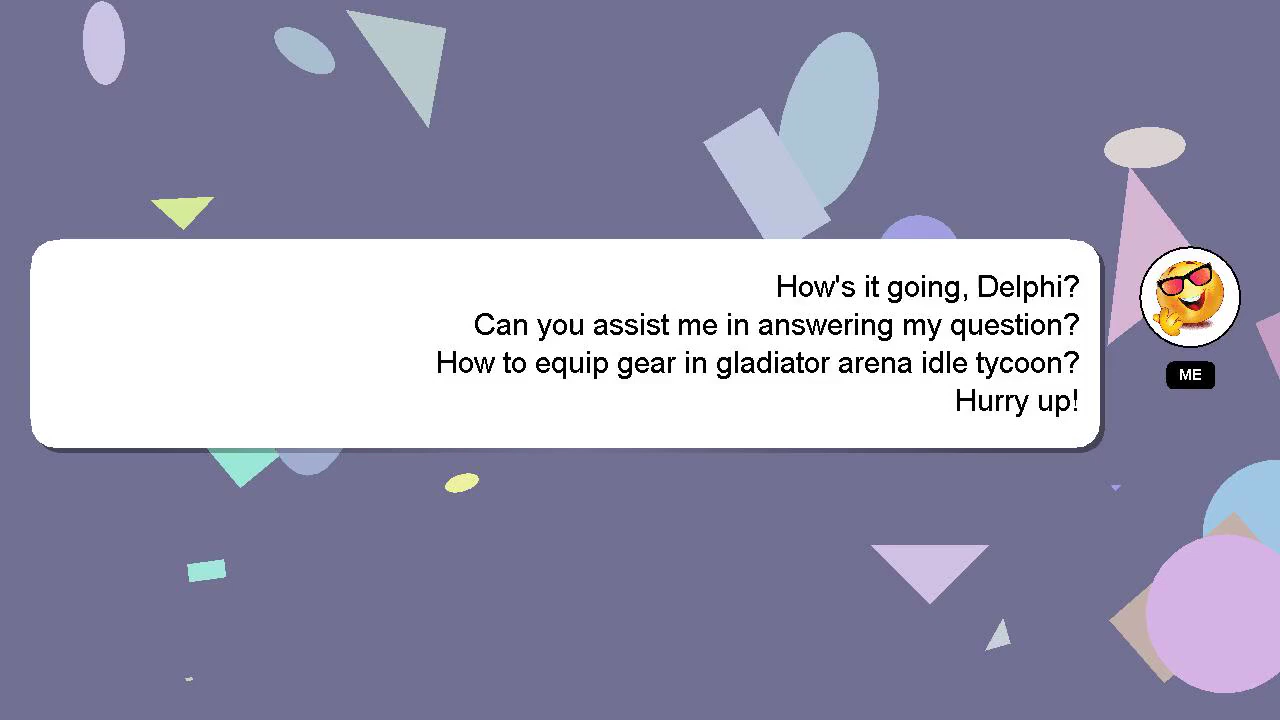 How's it going, Delphi?
Can you assist me in answering my question?
How to equip gear in gladiator arena idle tycoon?
Hurry up!
ME